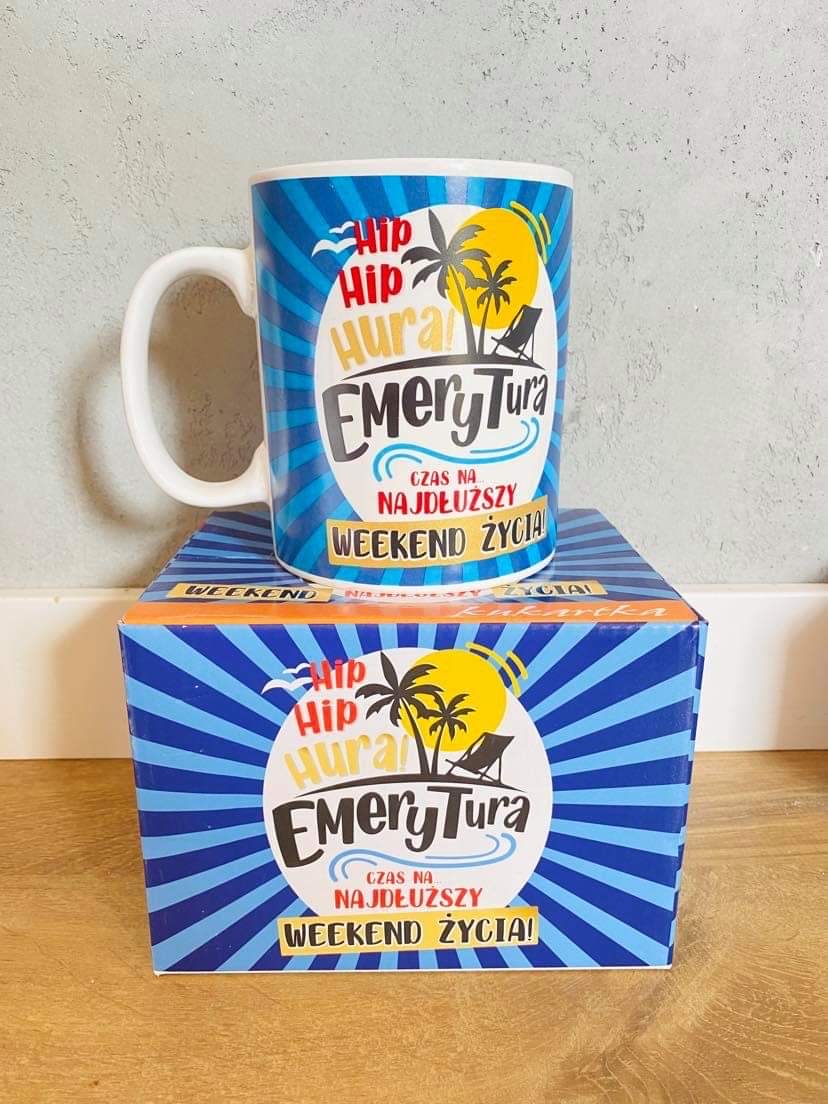 Hip
Hip
Hura!
EMeryTura
CZAS NA...
NAJDŁUŻSZY
WEEKEND ŻYCIA!
WEEKEND NAJDŁUŻSZY ŻYCIA!
kukartka
Hip
Hip
Hura!
EMeryTura
CZAS NA...
NAJDŁUŻSZY
WEEKEND ŻYCIA!